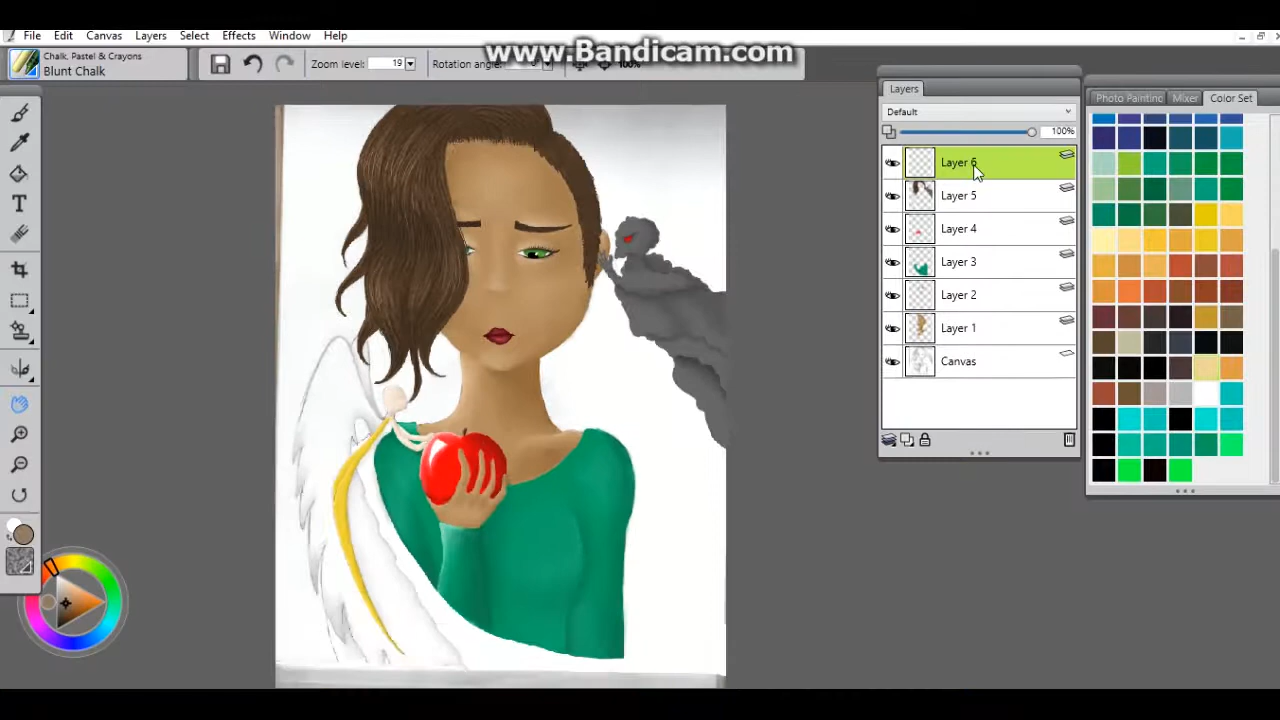 File Edit Canvas Layers Select Effects Window Help
www.Bandicam.com
Chalk, Pastel & Crayons
Blunt Chalk
Zoom level: 19
Rotation angle:
100%
Layers
Default
100%
Layer 6
Layer 5
Layer 4
Layer 3
Layer 2
Layer 1
Canvas
Photo Painting Mixer Color Set